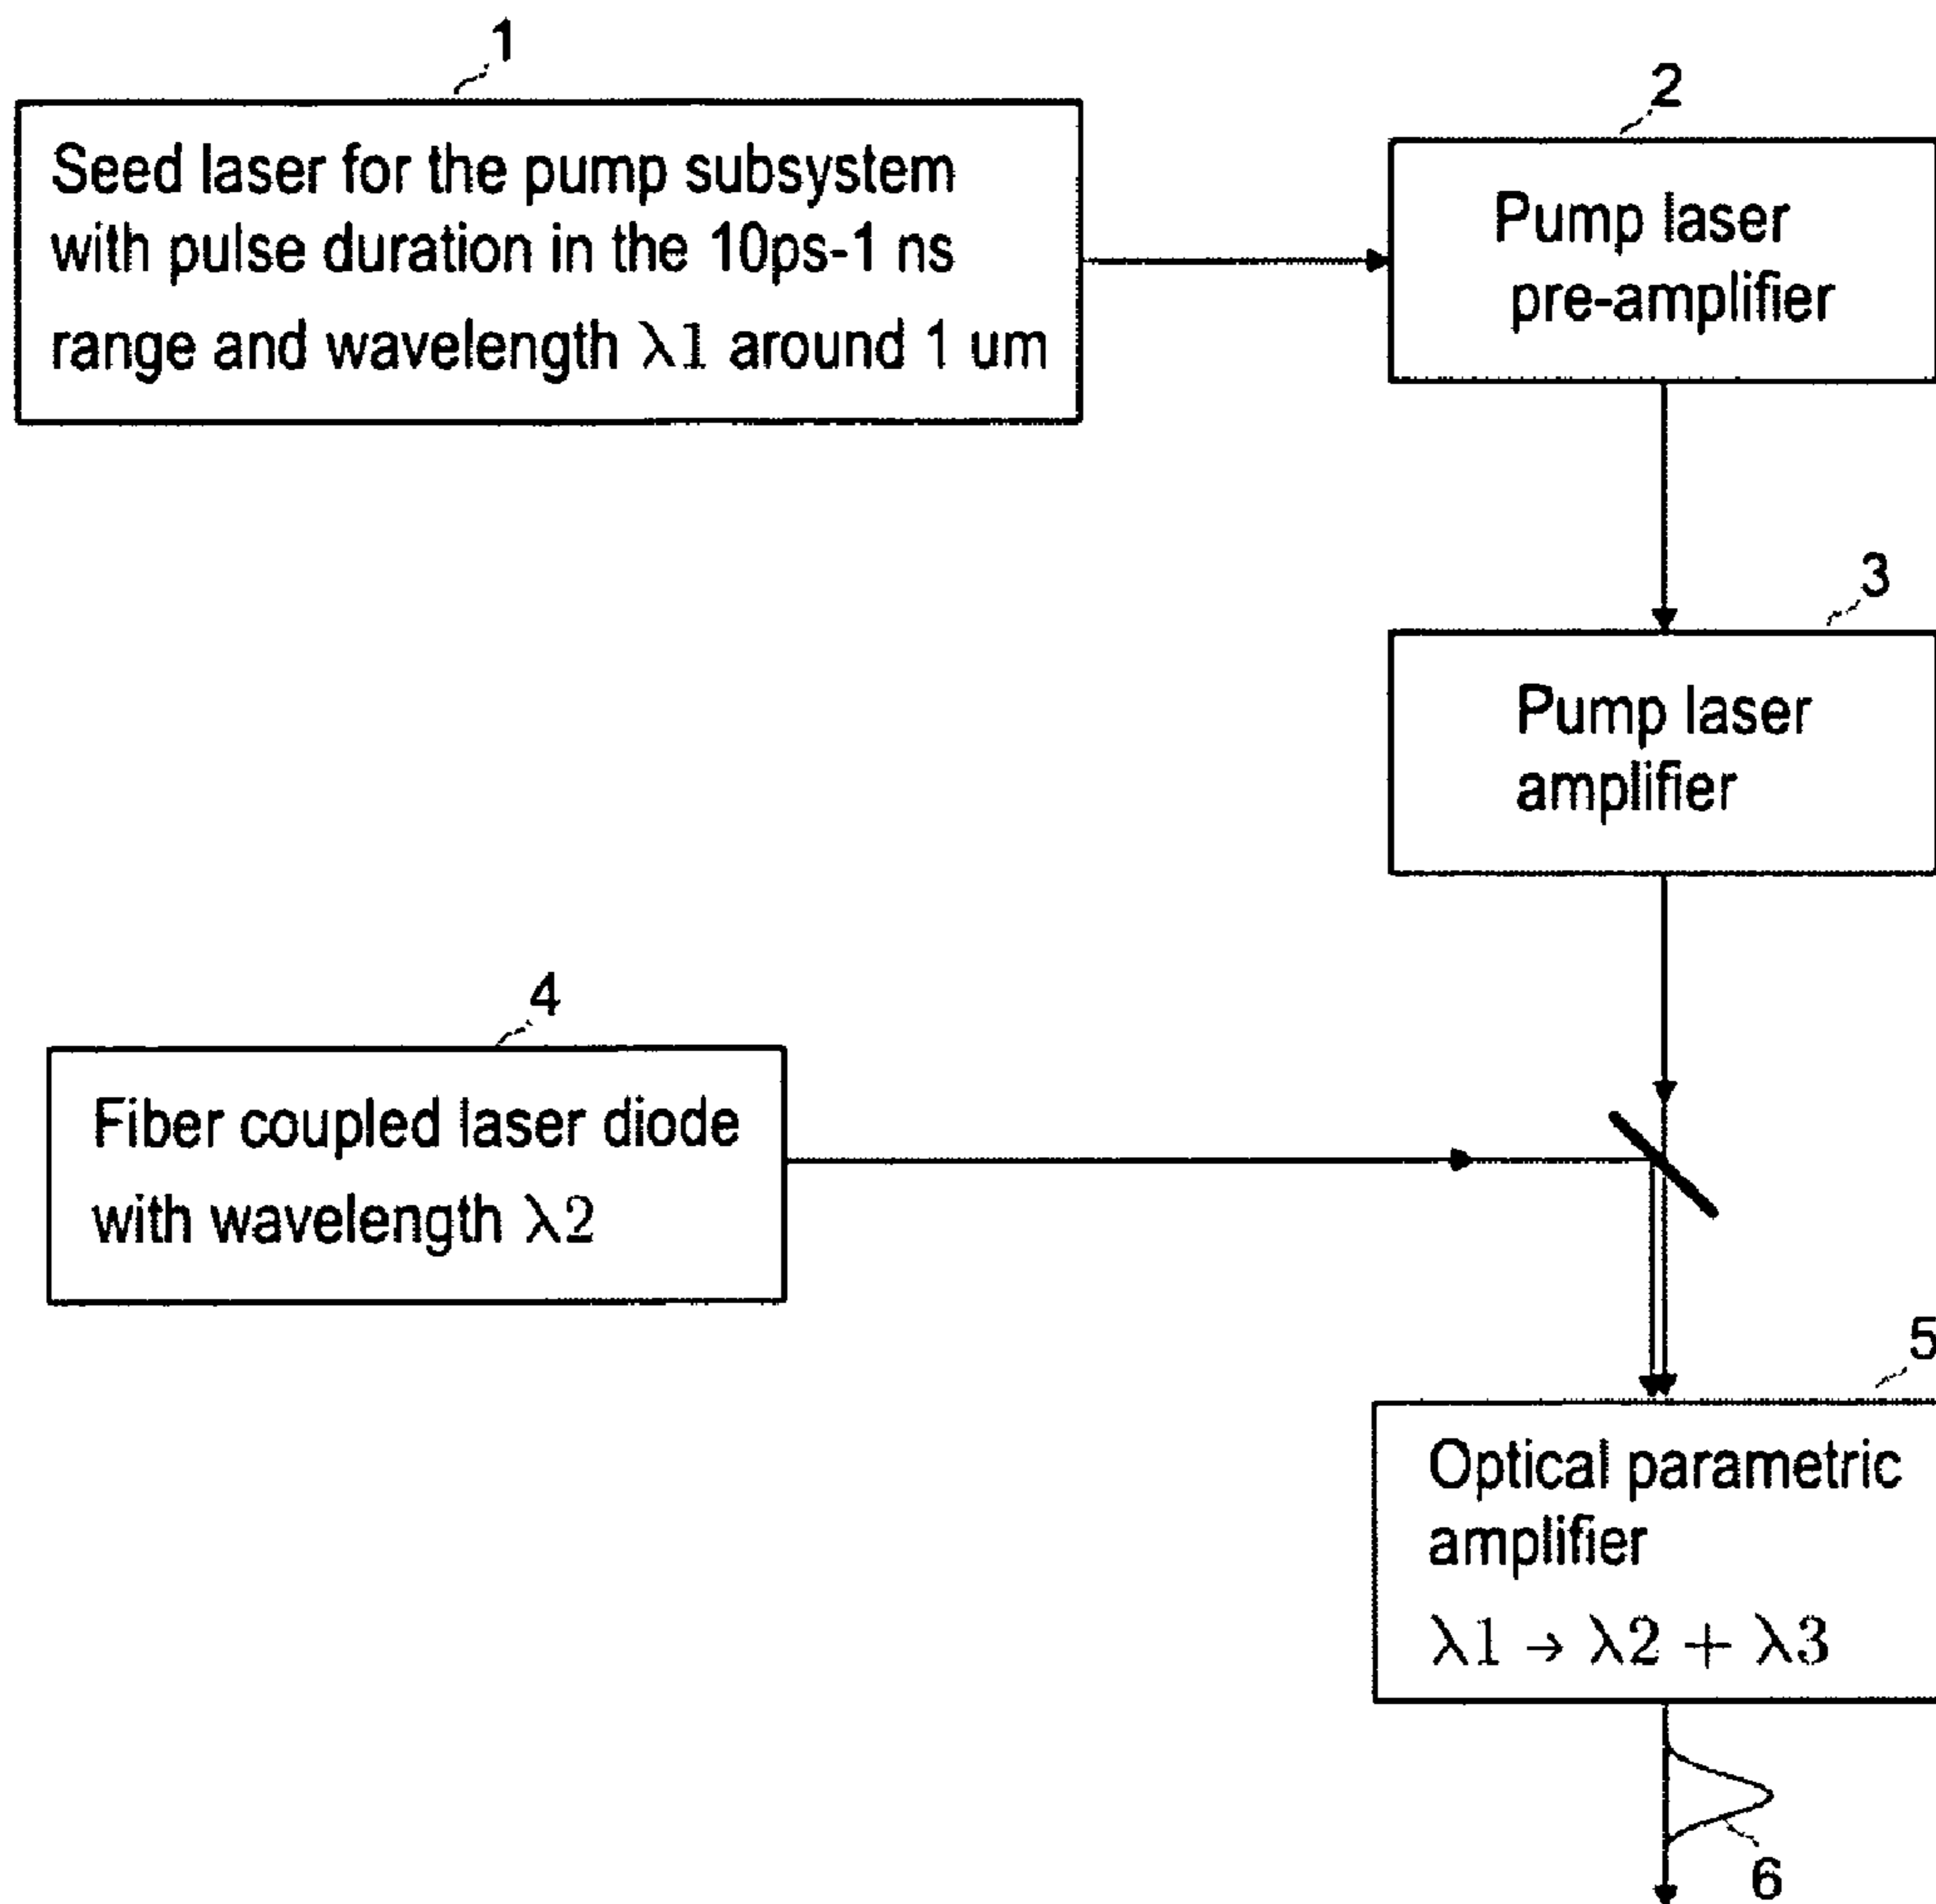 1
Seed laser for the pump subsystem
with pulse duration in the 10ps-1 ns
range and wavelength λ1 around 1 um
2
Pump laser
pre-amplifier
3
Pump laser
amplifier
4
Fiber coupled laser diode
with wavelength λ2
5
Optical parametric
amplifier
λ1 → λ2 + λ3
6